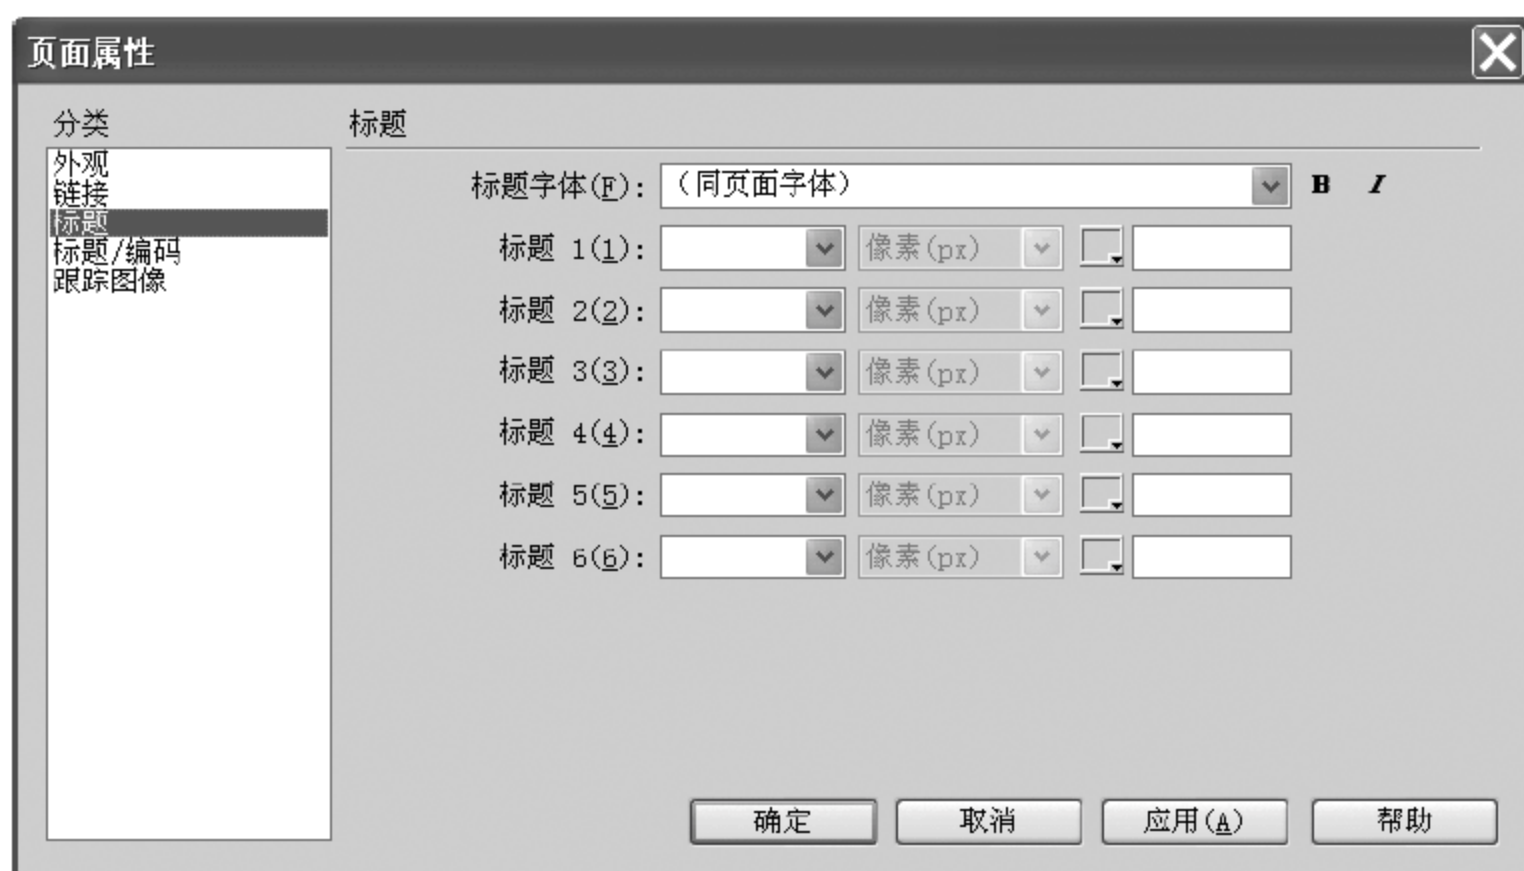 页面属性
分类
外观
链接
标题
标题/编码
跟踪图像
标题
标题字体(F): (同页面字体) B I
标题 1(1): 像素(px)
标题 2(2): 像素(px)
标题 3(3): 像素(px)
标题 4(4): 像素(px)
标题 5(5): 像素(px)
标题 6(6): 像素(px)
确定 取消 应用(A) 帮助